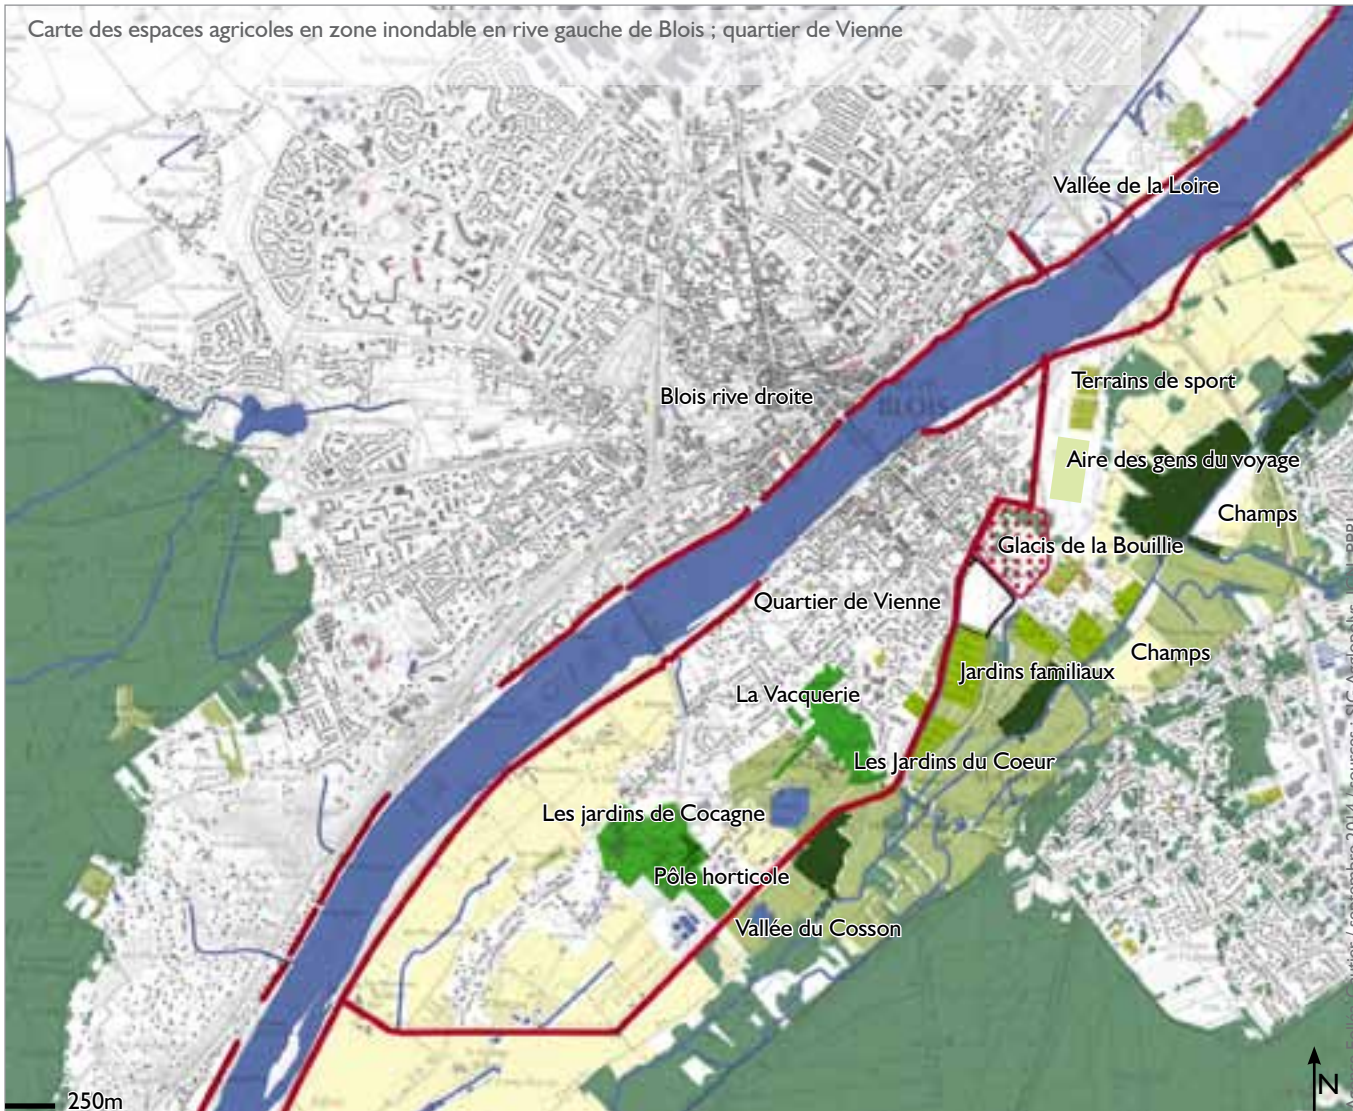 Carte des espaces agricoles en zone inondable en rive gauche de Blois ; quartier de Vienne
Vallée de la Loire
Terrains de sport
Blois rive droite
BLOIS
Aire des gens du voyage
Champs
Glacis de la Bouillie
Quartier de Vienne
Champs
Jardins familiaux
La Vacquerie
Les Jardins du Coeur
Les jardins de Cocagne
Pôle horticole
Vallée du Cosson
N
250m